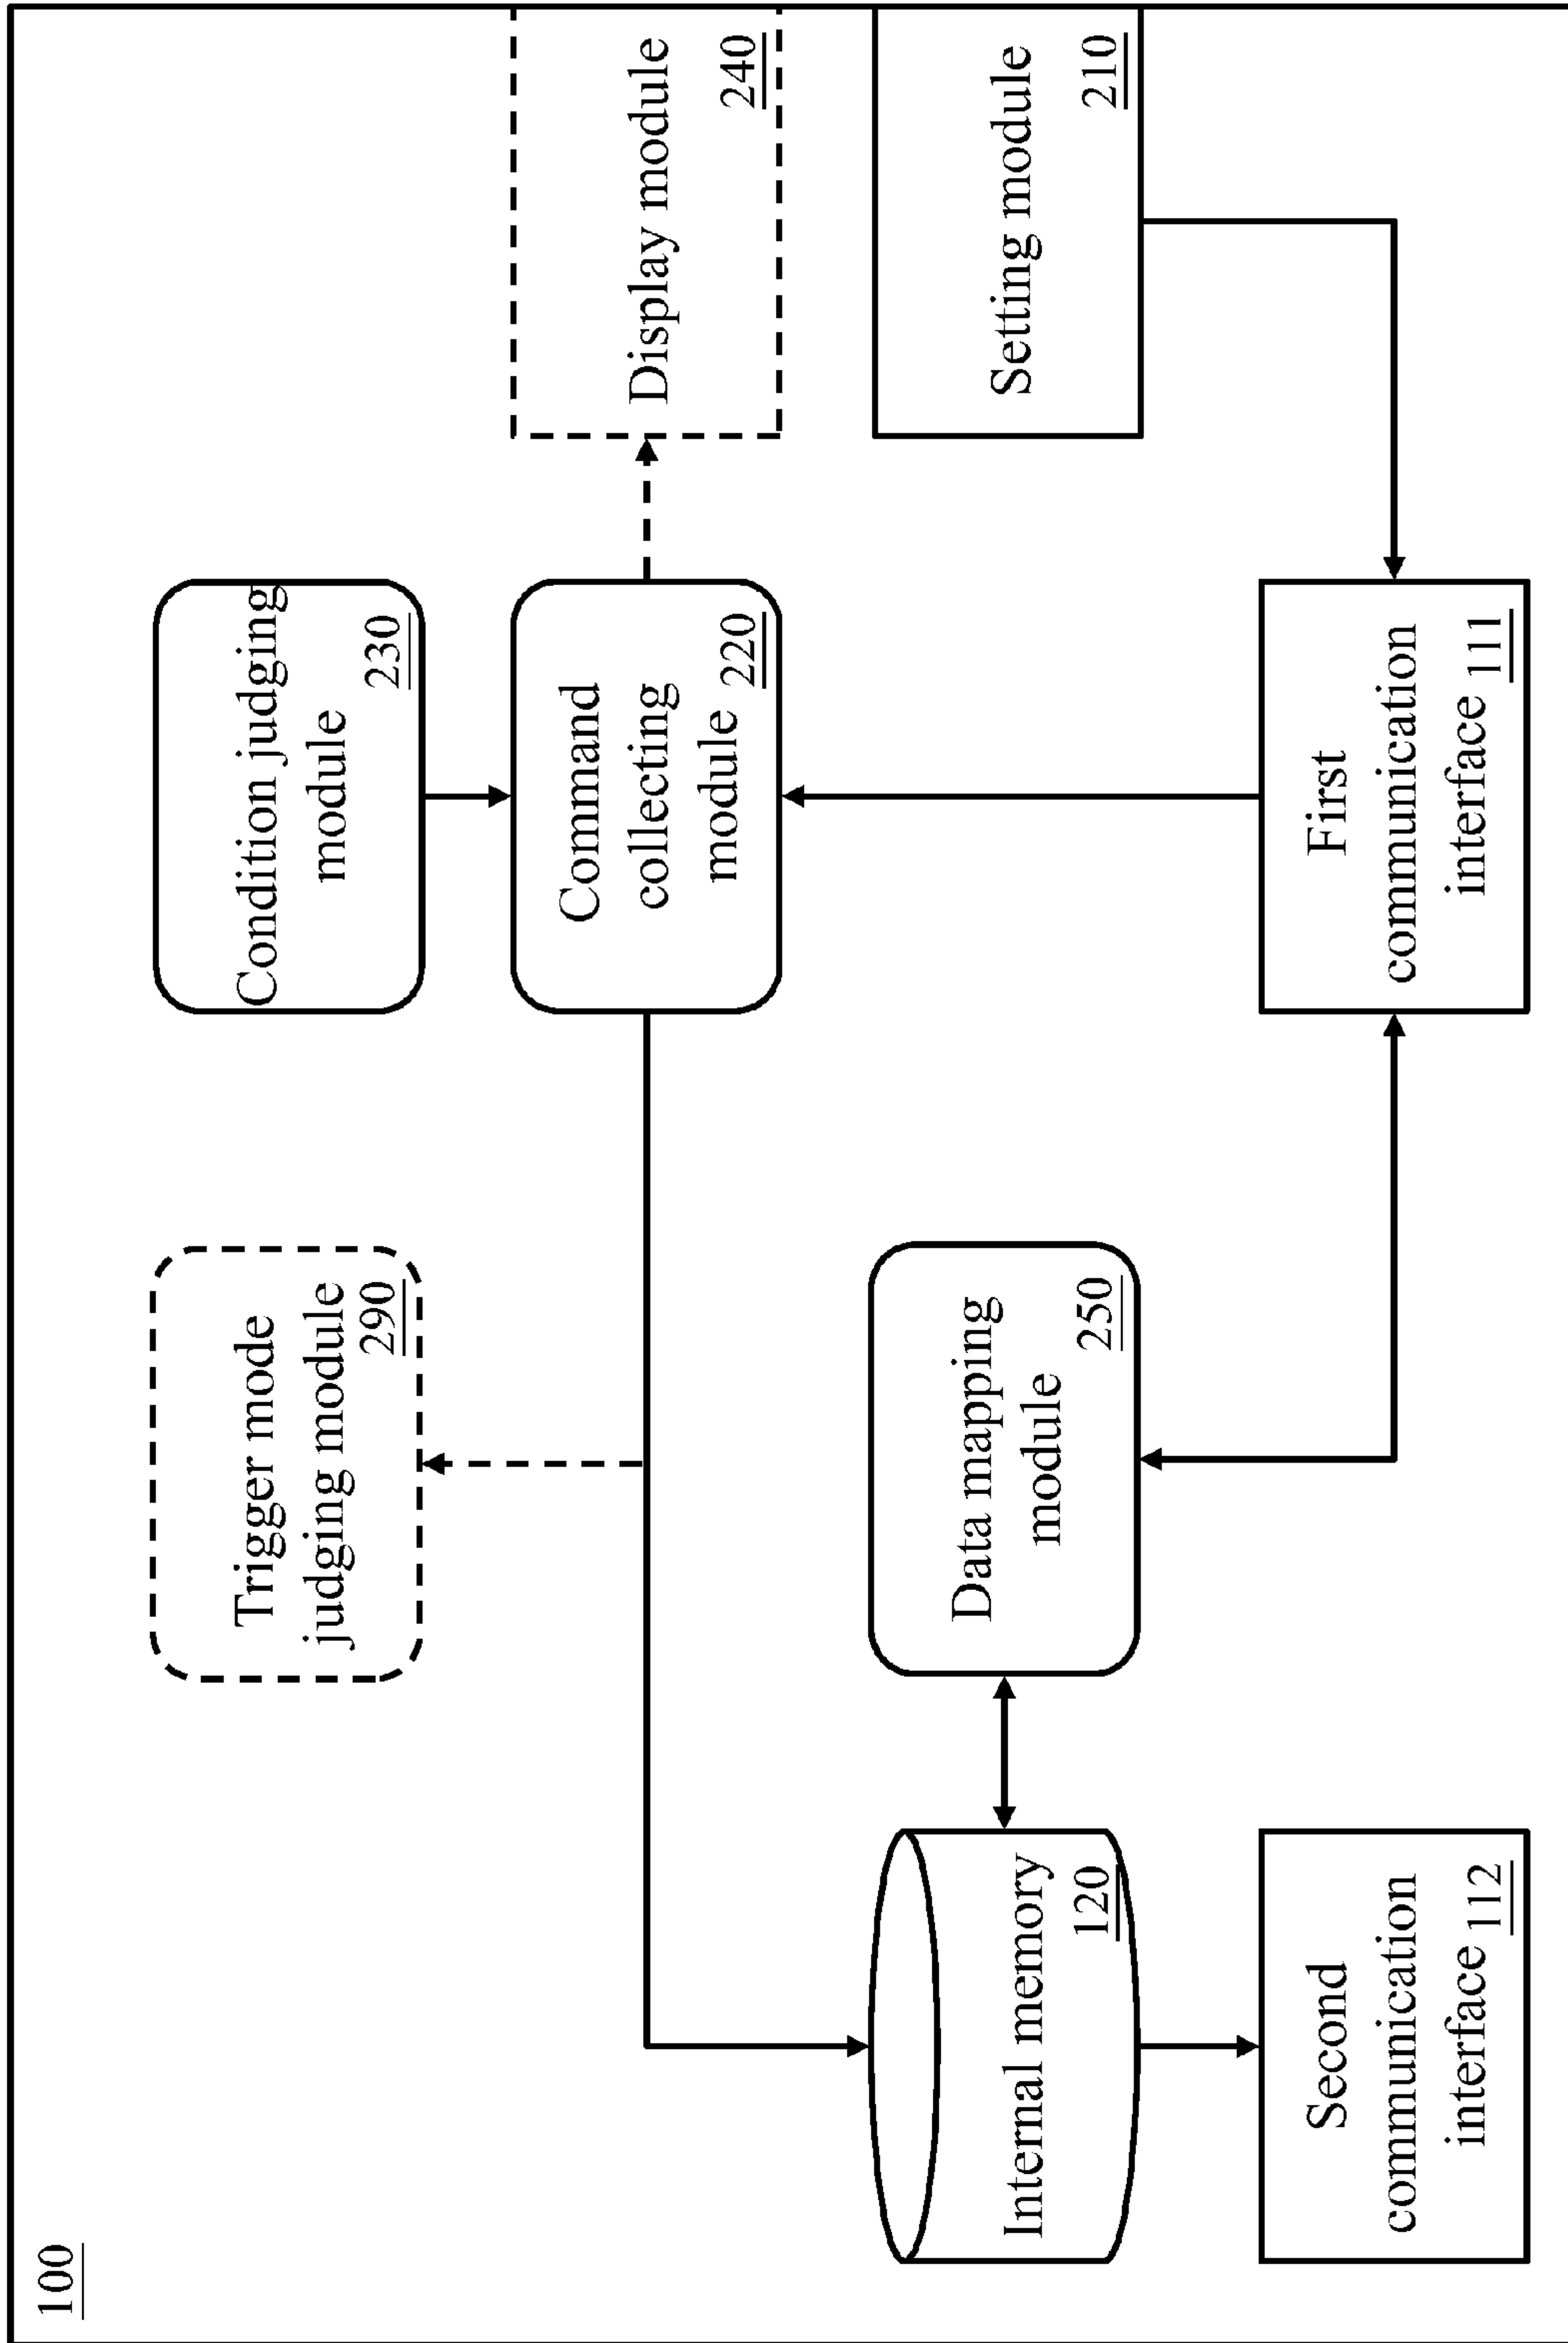 100
Trigger mode
judging module
290
Condition judging
module
230
Command
collecting
module 220
Display module
240
Internal memory
120
Data mapping
module
250
Setting module
210
Second
communication
interface 112
First
communication
interface 111